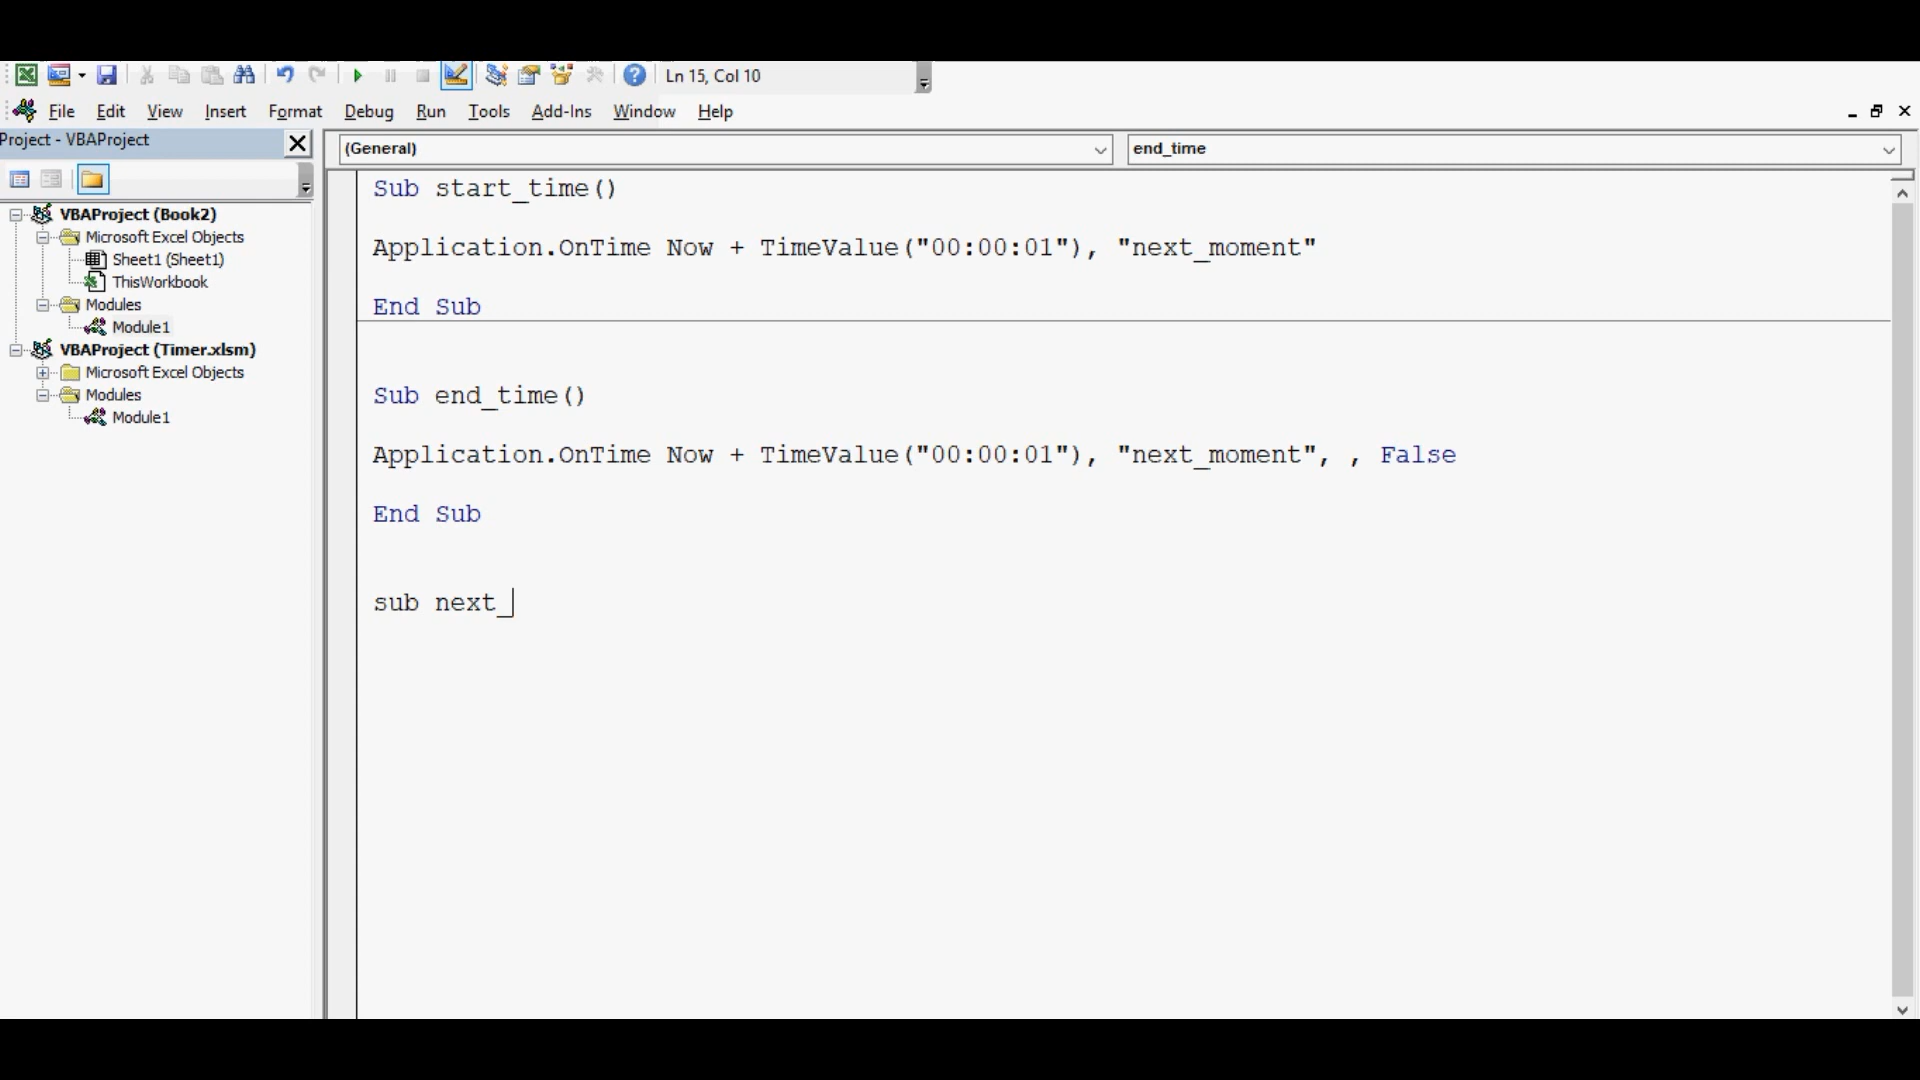 Ln 15, Col 10
File Edit View Insert Format Debug Run Tools Add-Ins Window Help
Project - VBAProject
(General)
end_time
VBAProject (Book2)
Microsoft Excel Objects
Sheet1 (Sheet1)
ThisWorkbook
Modules
Module1
VBAProject (Timer.xlsm)
Microsoft Excel Objects
Modules
Module1
Sub start_time()
Application.OnTime Now + TimeValue("00:00:01"), "next_moment"
End Sub
Sub end_time()
Application.OnTime Now + TimeValue("00:00:01"), "next_moment", , False
End Sub
sub next_